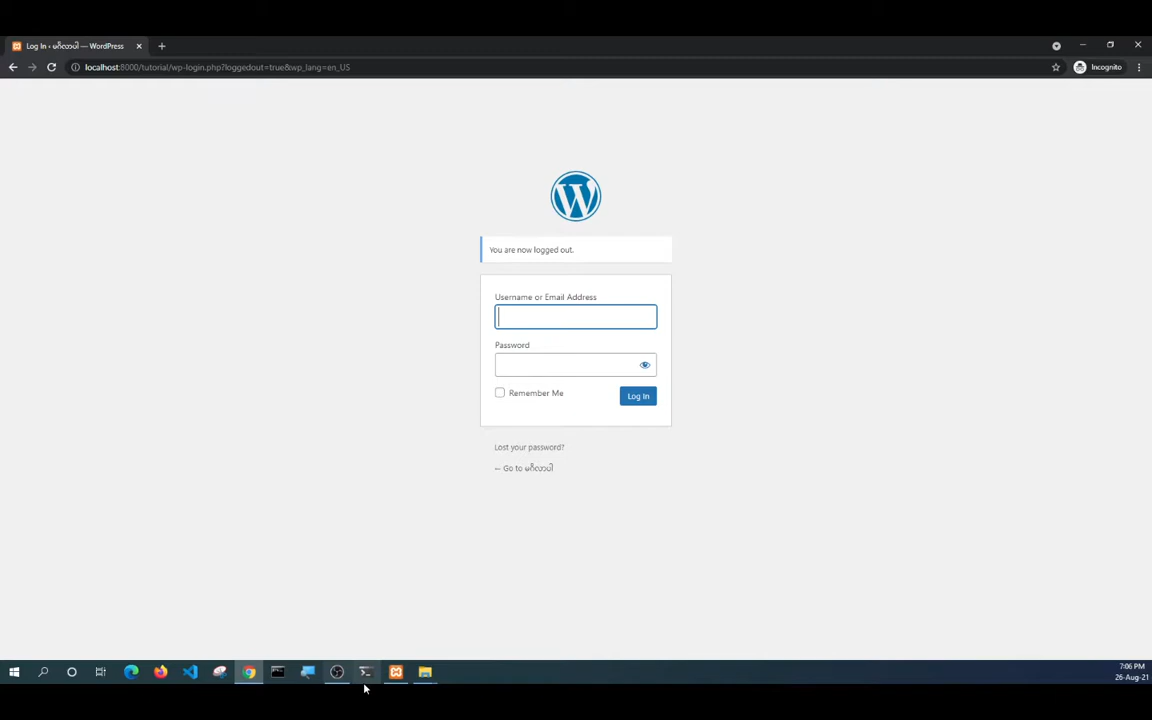 Log In ‹ မင်္ဂလာပါ — WordPress
localhost:8000/tutorial/wp-login.php?loggedout=true&wp_lang=en_US
Incognito
You are now logged out.
Username or Email Address
Password
Remember Me
Log In
Lost your password?
← Go to မင်္ဂလာပါ
7:06 PM
26-Aug-21